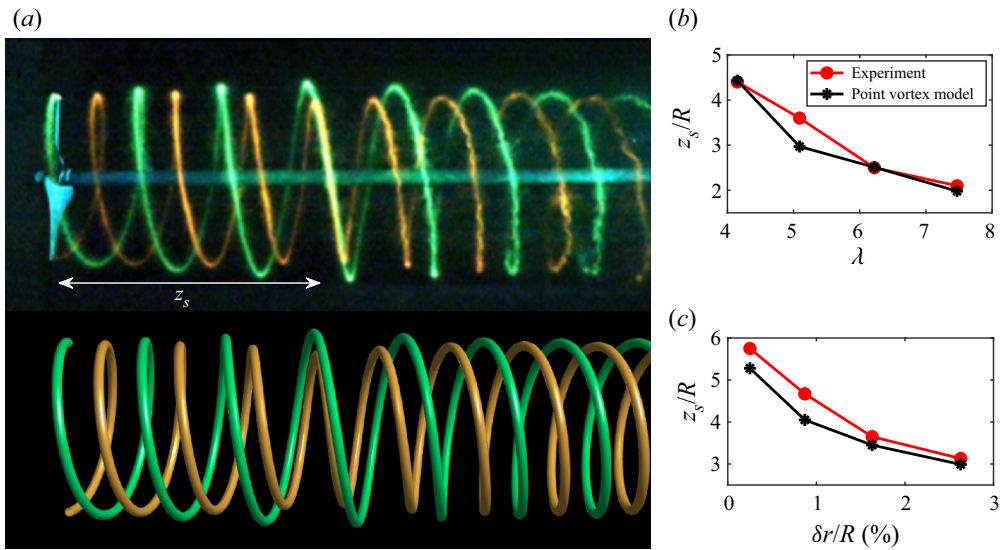 (a)
z_s
(b)
5
4
3
2
z_s/R
Experiment
Point vortex model
4 5 6 7 8
λ
(c)
6
5
4
3
z_s/R
0 1 2 3
δr/R (%)